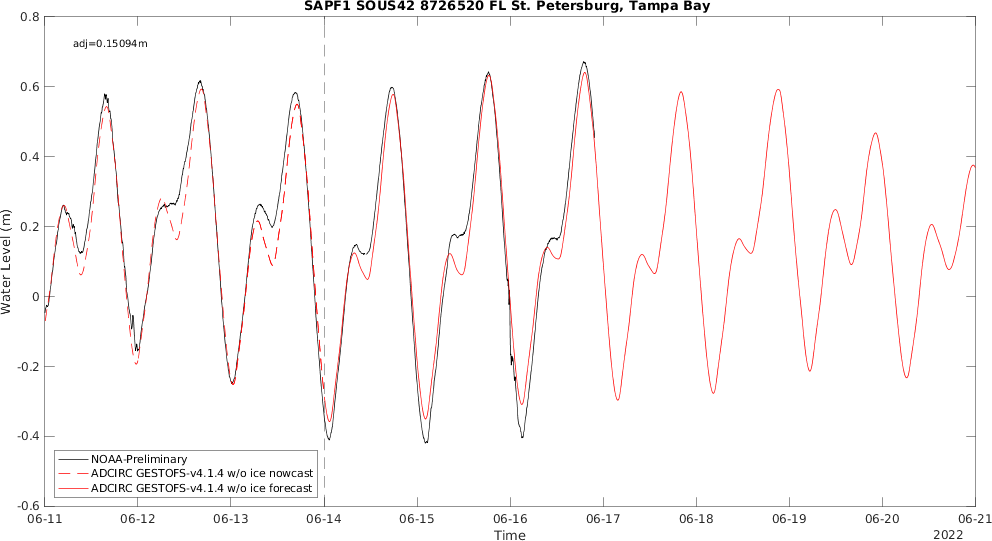 SAPF1 SOUS42 8726520 FL St. Petersburg, Tampa Bay
adj=0.15094m
0.8
0.6
0.4
0.2
0
-0.2
-0.4
-0.6
Water Level (m)
NOAA-Preliminary
ADCIRC GESTOFS-v4.1.4 w/o ice nowcast
ADCIRC GESTOFS-v4.1.4 w/o ice forecast
06-11 06-12 06-13 06-14 06-15 06-16 06-17 06-18 06-19 06-20 06-21
Time
2022